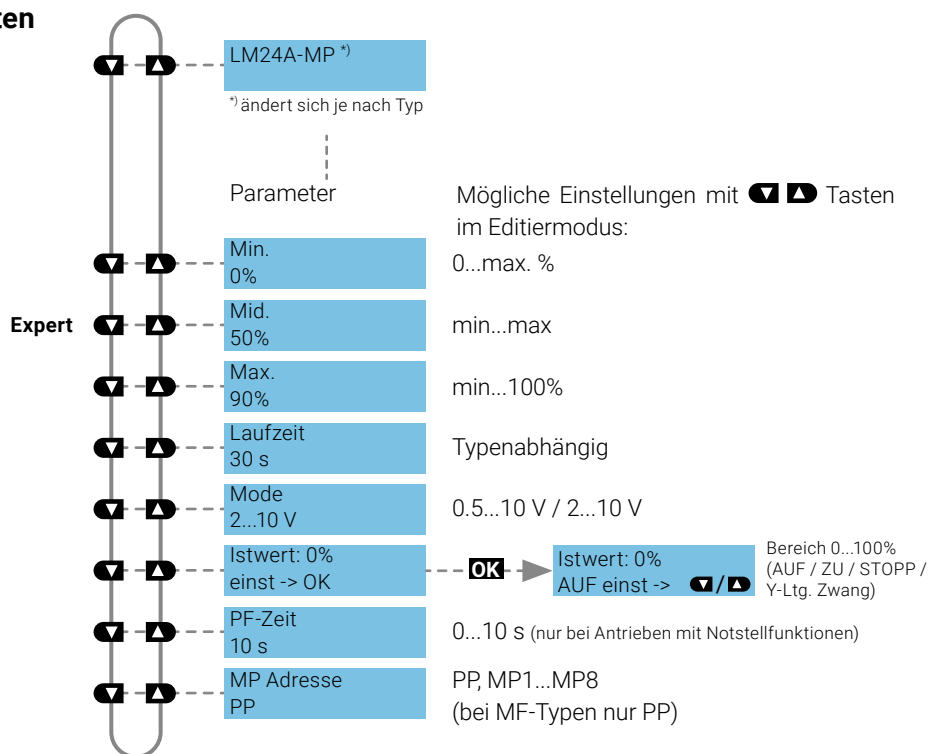 ten
LM24A-MP *)
*) ändert sich je nach Typ
Parameter
Mögliche Einstellungen mit ▼ ▲ Tasten
im Editiermodus:
Min.
0%
0...max. %
Expert
Mid.
50%
min...max
Max.
90%
min...100%
Laufzeit
30 s
Typenabhängig
Mode
2...10 V
0.5...10 V / 2...10 V
Istwert: 0%
einst -> OK
OK
Istwert: 0%
AUF einst -> ▼/▲
Bereich 0...100%
(AUF / ZU / STOPP /
Y-Ltg. Zwang)
PF-Zeit
10 s
0...10 s (nur bei Antrieben mit Notstellfunktionen)
MP Adresse
PP
PP, MP1...MP8
(bei MF-Typen nur PP)